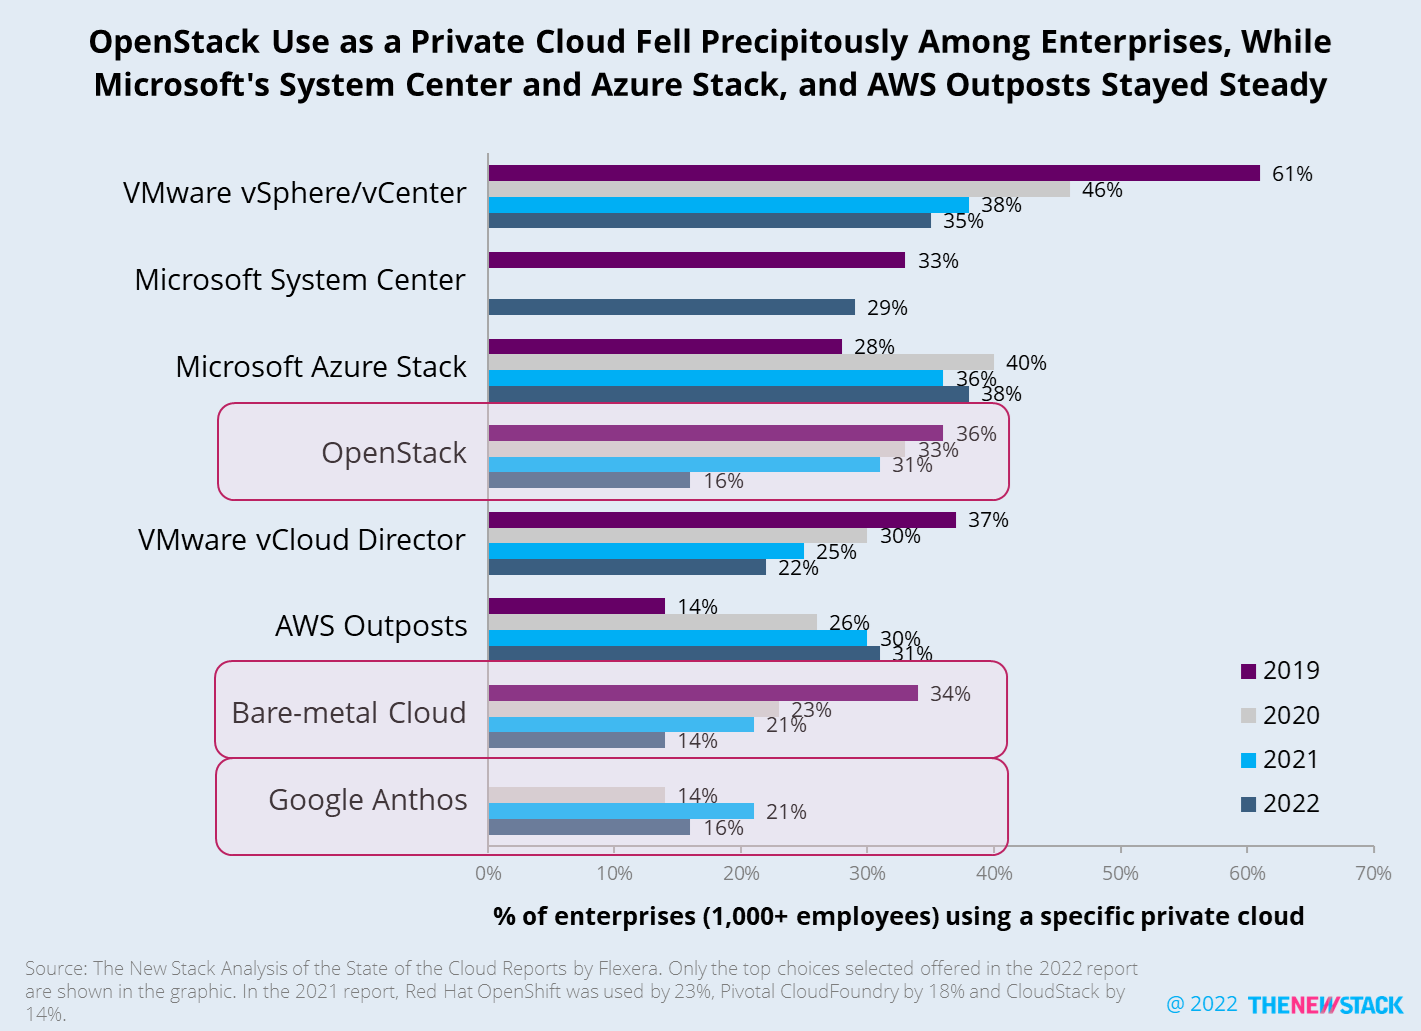 OpenStack Use as a Private Cloud Fell Precipitously Among Enterprises, While
Microsoft's System Center and Azure Stack, and AWS Outposts Stayed Steady
VMware vSphere/vCenter
61%
46%
38%
35%
Microsoft System Center
33%
29%
Microsoft Azure Stack
28%
40%
36%
38%
OpenStack
36%
33%
31%
16%
VMware vCloud Director
37%
30%
25%
22%
AWS Outposts
14%
26%
30%
31%
Bare-metal Cloud
34%
23%
21%
14%
Google Anthos
14%
21%
16%
2019
2020
2021
2022
0% 10% 20% 30% 40% 50% 60% 70%
% of enterprises (1,000+ employees) using a specific private cloud
Source: The New Stack Analysis of the State of the Cloud Reports by Flexera. Only the top choices selected offered in the 2022 report
are shown in the graphic. In the 2021 report, Red Hat OpenShift was used by 23%, Pivotal CloudFoundry by 18% and CloudStack by
14%.
@ 2022 THENEWSTACK